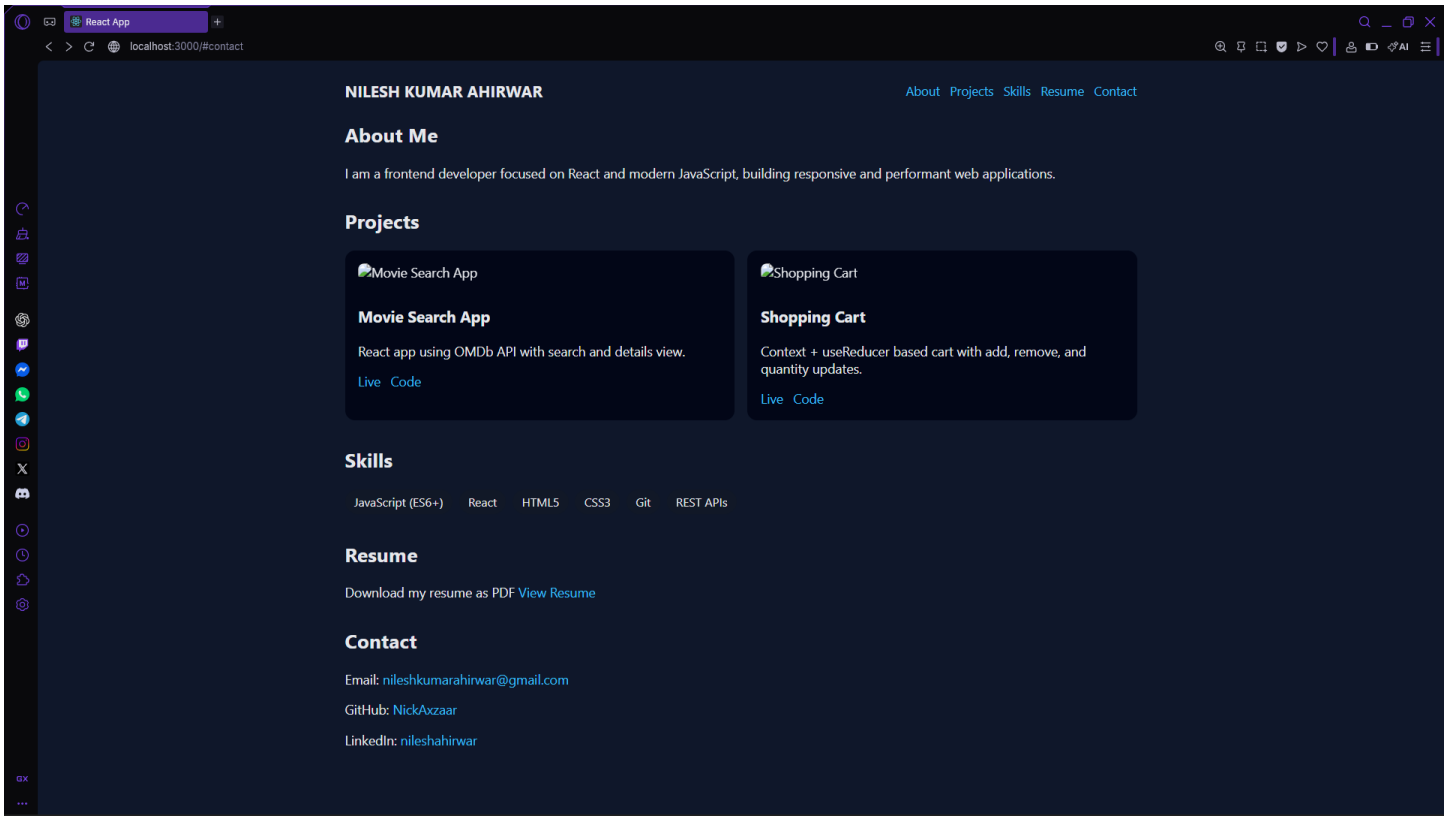 React App
localhost:3000/#contact
AI
NILESH KUMAR AHIRWAR
About Projects Skills Resume Contact
About Me
I am a frontend developer focused on React and modern JavaScript, building responsive and performant web applications.
Projects
Movie Search App
Movie Search App
React app using OMDb API with search and details view.
Live Code
Shopping Cart
Shopping Cart
Context + useReducer based cart with add, remove, and
quantity updates.
Live Code
Skills
JavaScript (ES6+) React HTML5 CSS3 Git REST APIs
Resume
Download my resume as PDF View Resume
Contact
Email: nileshkumarahirwar@gmail.com
GitHub: NickAxzaar
LinkedIn: nileshahirwar
M
GX